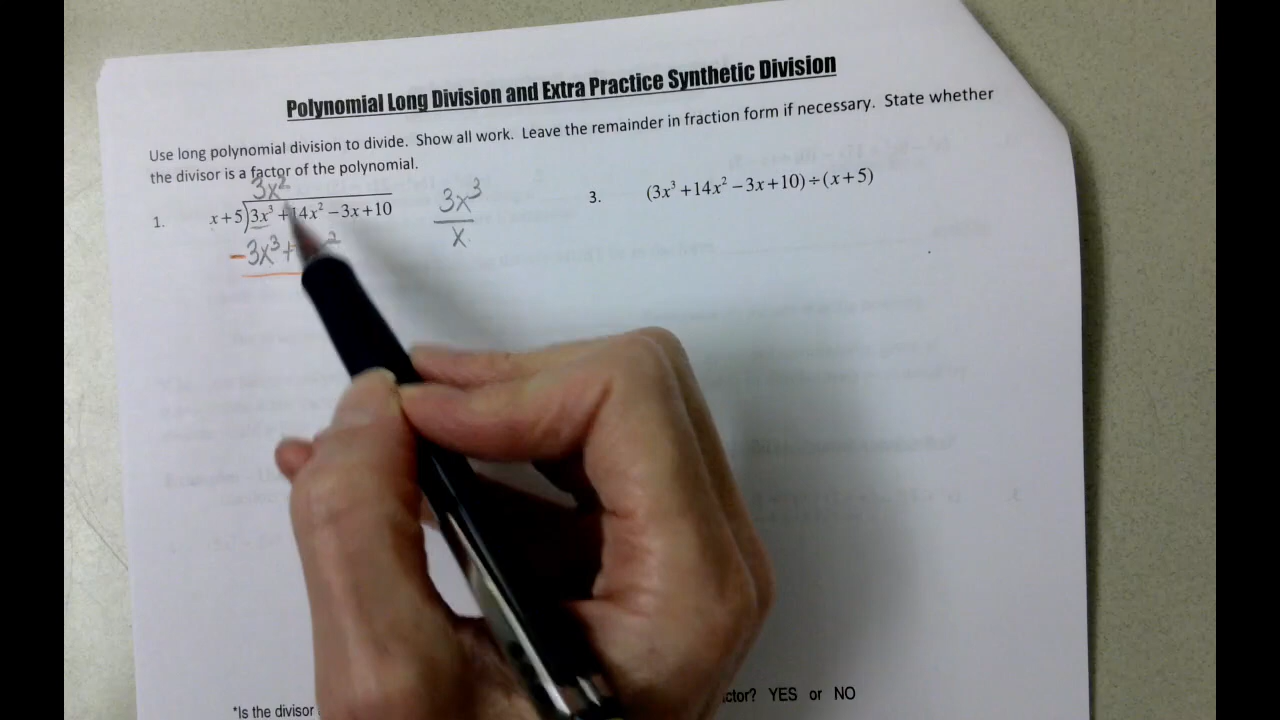 Polynomial Long Division and Extra Practice Synthetic Division
Use long polynomial division to divide. Show all work. Leave the remainder in fraction form if necessary. State whether
the divisor is a factor of the polynomial.
3x²
1. x+5)3x³+14x²−3x+10
3x³
x
3. (3x³+14x²−3x+10)÷(x+5)
−3x³+
*Is the divisor
YES or NO